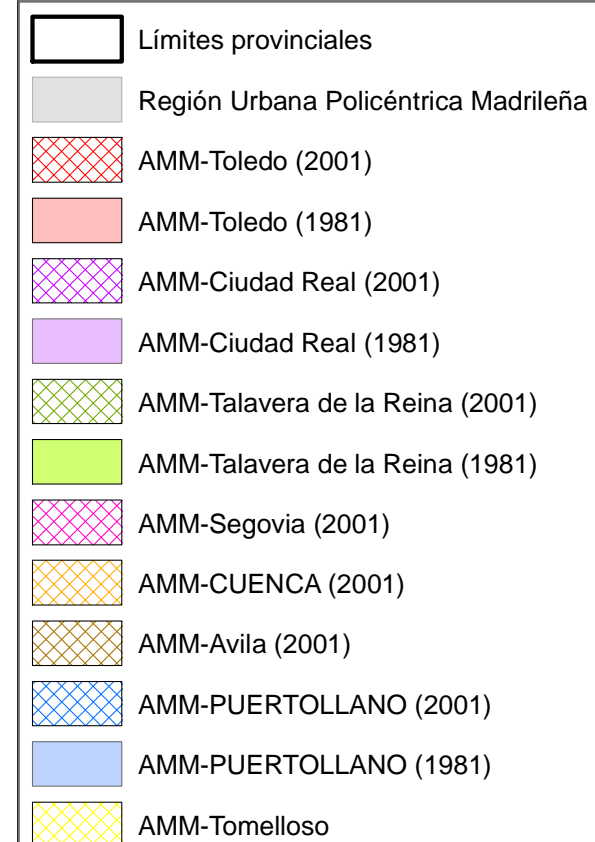 Límites provinciales
Región Urbana Policéntrica Madrileña
AMM-Toledo (2001)
AMM-Toledo (1981)
AMM-Ciudad Real (2001)
AMM-Ciudad Real (1981)
AMM-Talavera de la Reina (2001)
AMM-Talavera de la Reina (1981)
AMM-Segovia (2001)
AMM-CUENCA (2001)
AMM-Avila (2001)
AMM-PUERTOLLANO (2001)
AMM-PUERTOLLANO (1981)
AMM-Tomelloso